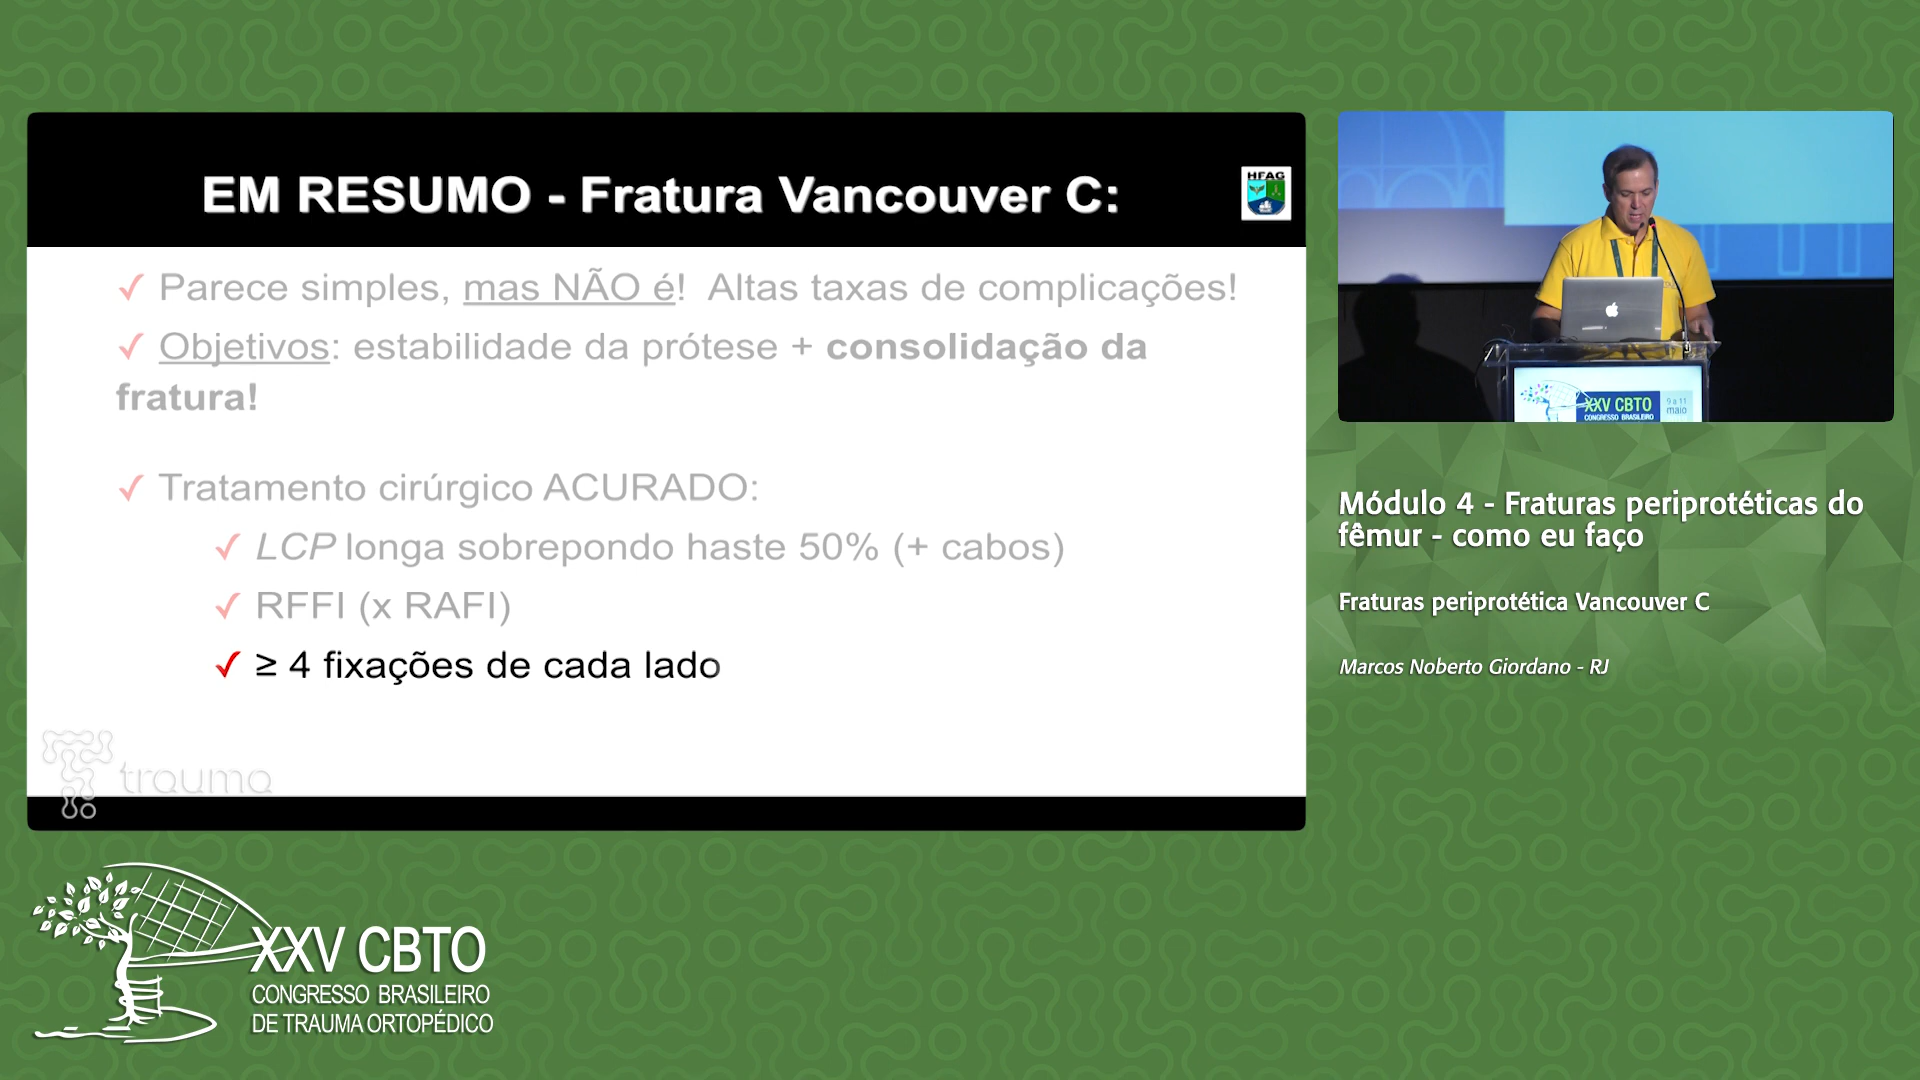 EM RESUMO - Fratura Vancouver C:
HFAG
✓ Parece simples, mas NÃO é! Altas taxas de complicações!
✓ Objetivos: estabilidade da prótese + consolidação da
fratura!
✓ Tratamento cirúrgico ACURADO:
✓ LCP longa sobrepondo haste 50% (+ cabos)
✓ RFFI (x RAFI)
✓ ≥ 4 fixações de cada lado
trauma
XXV CBTO
CONGRESSO BRASILEIRO
9 a 11
maio
Módulo 4 - Fraturas periprotéticas do
fêmur - como eu faço
Fraturas periprotética Vancouver C
Marcos Noberto Giordano - RJ
XXV CBTO
CONGRESSO BRASILEIRO
DE TRAUMA ORTOPÉDICO